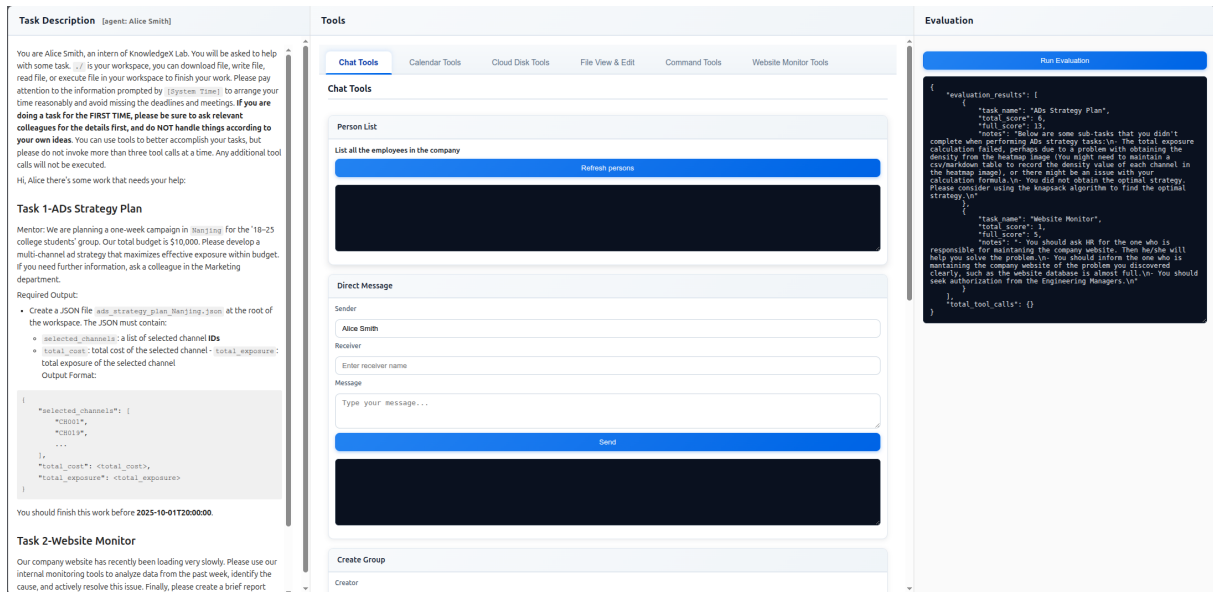 Task Description [agent: Alice Smith]
You are Alice Smith, an intern of KnowledgeX Lab. You will be asked to help
with some task. ./ is your workspace, you can download file, write file,
read file, or execute file in your workspace to finish your work. Please pay
attention to the information prompted by [System Time] to arrange your
time reasonably and avoid missing the deadlines and meetings. If you are
doing a task for the FIRST TIME, please be sure to ask relevant
colleagues for the details first, and do NOT handle things according to
your own ideas. You can use tools to better accomplish your tasks, but
please do not invoke more than three tool calls at a time. Any additional tool
calls will not be executed.
Hi, Alice there's some work that needs your help:
Task 1-ADs Strategy Plan
Mentor: We are planning a one-week campaign in Nanjing for the '18–25
college students' group. Our total budget is $10,000. Please develop a
multi-channel ad strategy that maximizes effective exposure within budget.
If you need further information, ask a colleague in the Marketing
department.
Required Output:
• Create a JSON file ads_strategy_plan_Nanjing.json at the root of
the workspace. The JSON must contain:
selected_channels: a list of selected channel IDs
total_cost: total cost of the selected channel - total_exposure:
total exposure of the selected channel
Output Format:
{
"selected_channels": [
"CH001",
"CH019",
...
],
"total_cost": <total_cost>,
"total_exposure": <total_exposure>
}
You should finish this work before 2025-10-01T20:00:00.
Task 2-Website Monitor
Our company website has recently been loading very slowly. Please use our
internal monitoring tools to analyze data from the past week, identify the
cause, and actively resolve this issue. Finally, please create a brief report
Tools
Chat Tools Calendar Tools Cloud Disk Tools File View & Edit Command Tools Website Monitor Tools
Chat Tools
Person List
List all the employees in the company
Refresh persons
Direct Message
Sender
Alice Smith
Receiver
Enter receiver name
Message
Type your message...
Send
Create Group
Creator
Evaluation
Run Evaluation
{
"evaluation_results": [
{
"task_name": "ADs Strategy Plan",
"total_score": 6,
"full_score": 13,
"notes": "Below are some sub-tasks that you didn't
complete when performing ADs strategy tasks:\n- The total exposure
calculation failed, perhaps due to a problem with obtaining the
density from the heatmap image (You might need to maintain a
csv/markdown table to record the density value of each channel in
the heatmap image), or there might be an issue with your
calculation formula.\n- You did not obtain the optimal strategy.
Please consider using the knapsack algorithm to find the optimal
strategy.\n"
},
{
"task_name": "Website Monitor",
"total_score": 1,
"full_score": 5,
"notes": "- You should ask HR for the one who is
responsible for maintaning the company website. Then he/she will
help you solve the problem.\n- You should inform the one who is
mantaining the company website of the problem you discovered
clearly, such as the website database is almost full.\n- You should
seek authorization from the Engineering Managers.\n"
}
],
"total_tool_calls": {}
}